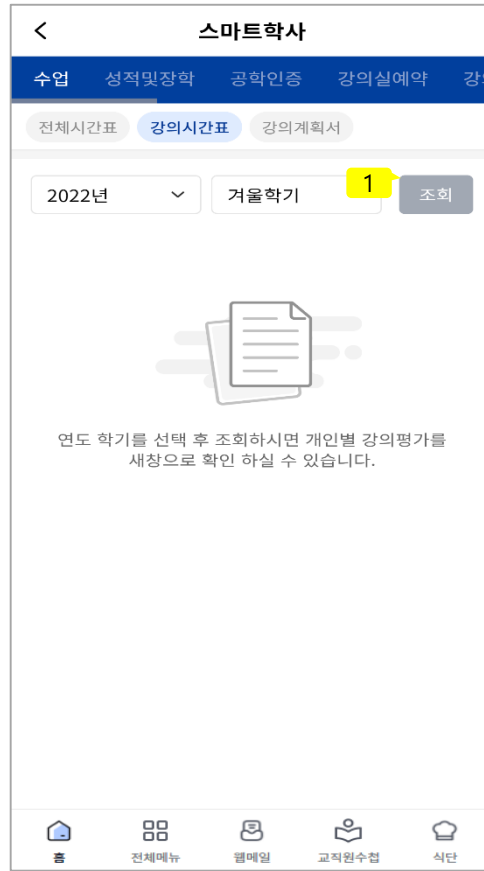 스마트학사
수업 성적및장학 공학인증 강의실예약
전체시간표 강의시간표 강의계획서
2022년 겨울학기 1 조회
연도 학기를 선택 후 조회하시면 개인별 강의평가를
새창으로 확인 하실 수 있습니다.
홈 전체메뉴 웹메일 교직원수첩 식단